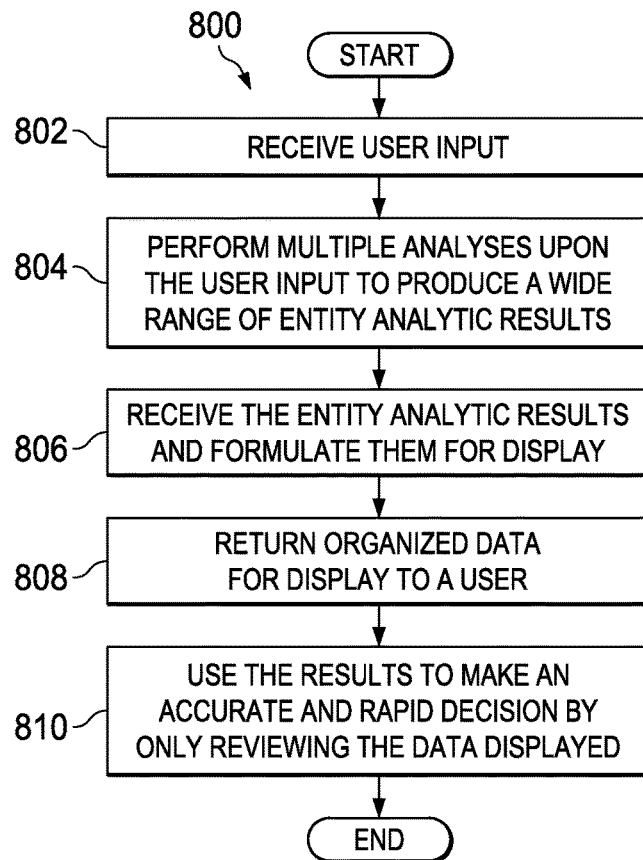 800
START
802
RECEIVE USER INPUT
804
PERFORM MULTIPLE ANALYSES UPON
THE USER INPUT TO PRODUCE A WIDE
RANGE OF ENTITY ANALYTIC RESULTS
806
RECEIVE THE ENTITY ANALYTIC RESULTS
AND FORMULATE THEM FOR DISPLAY
808
RETURN ORGANIZED DATA
FOR DISPLAY TO A USER
810
USE THE RESULTS TO MAKE AN
ACCURATE AND RAPID DECISION BY
ONLY REVIEWING THE DATA DISPLAYED
END